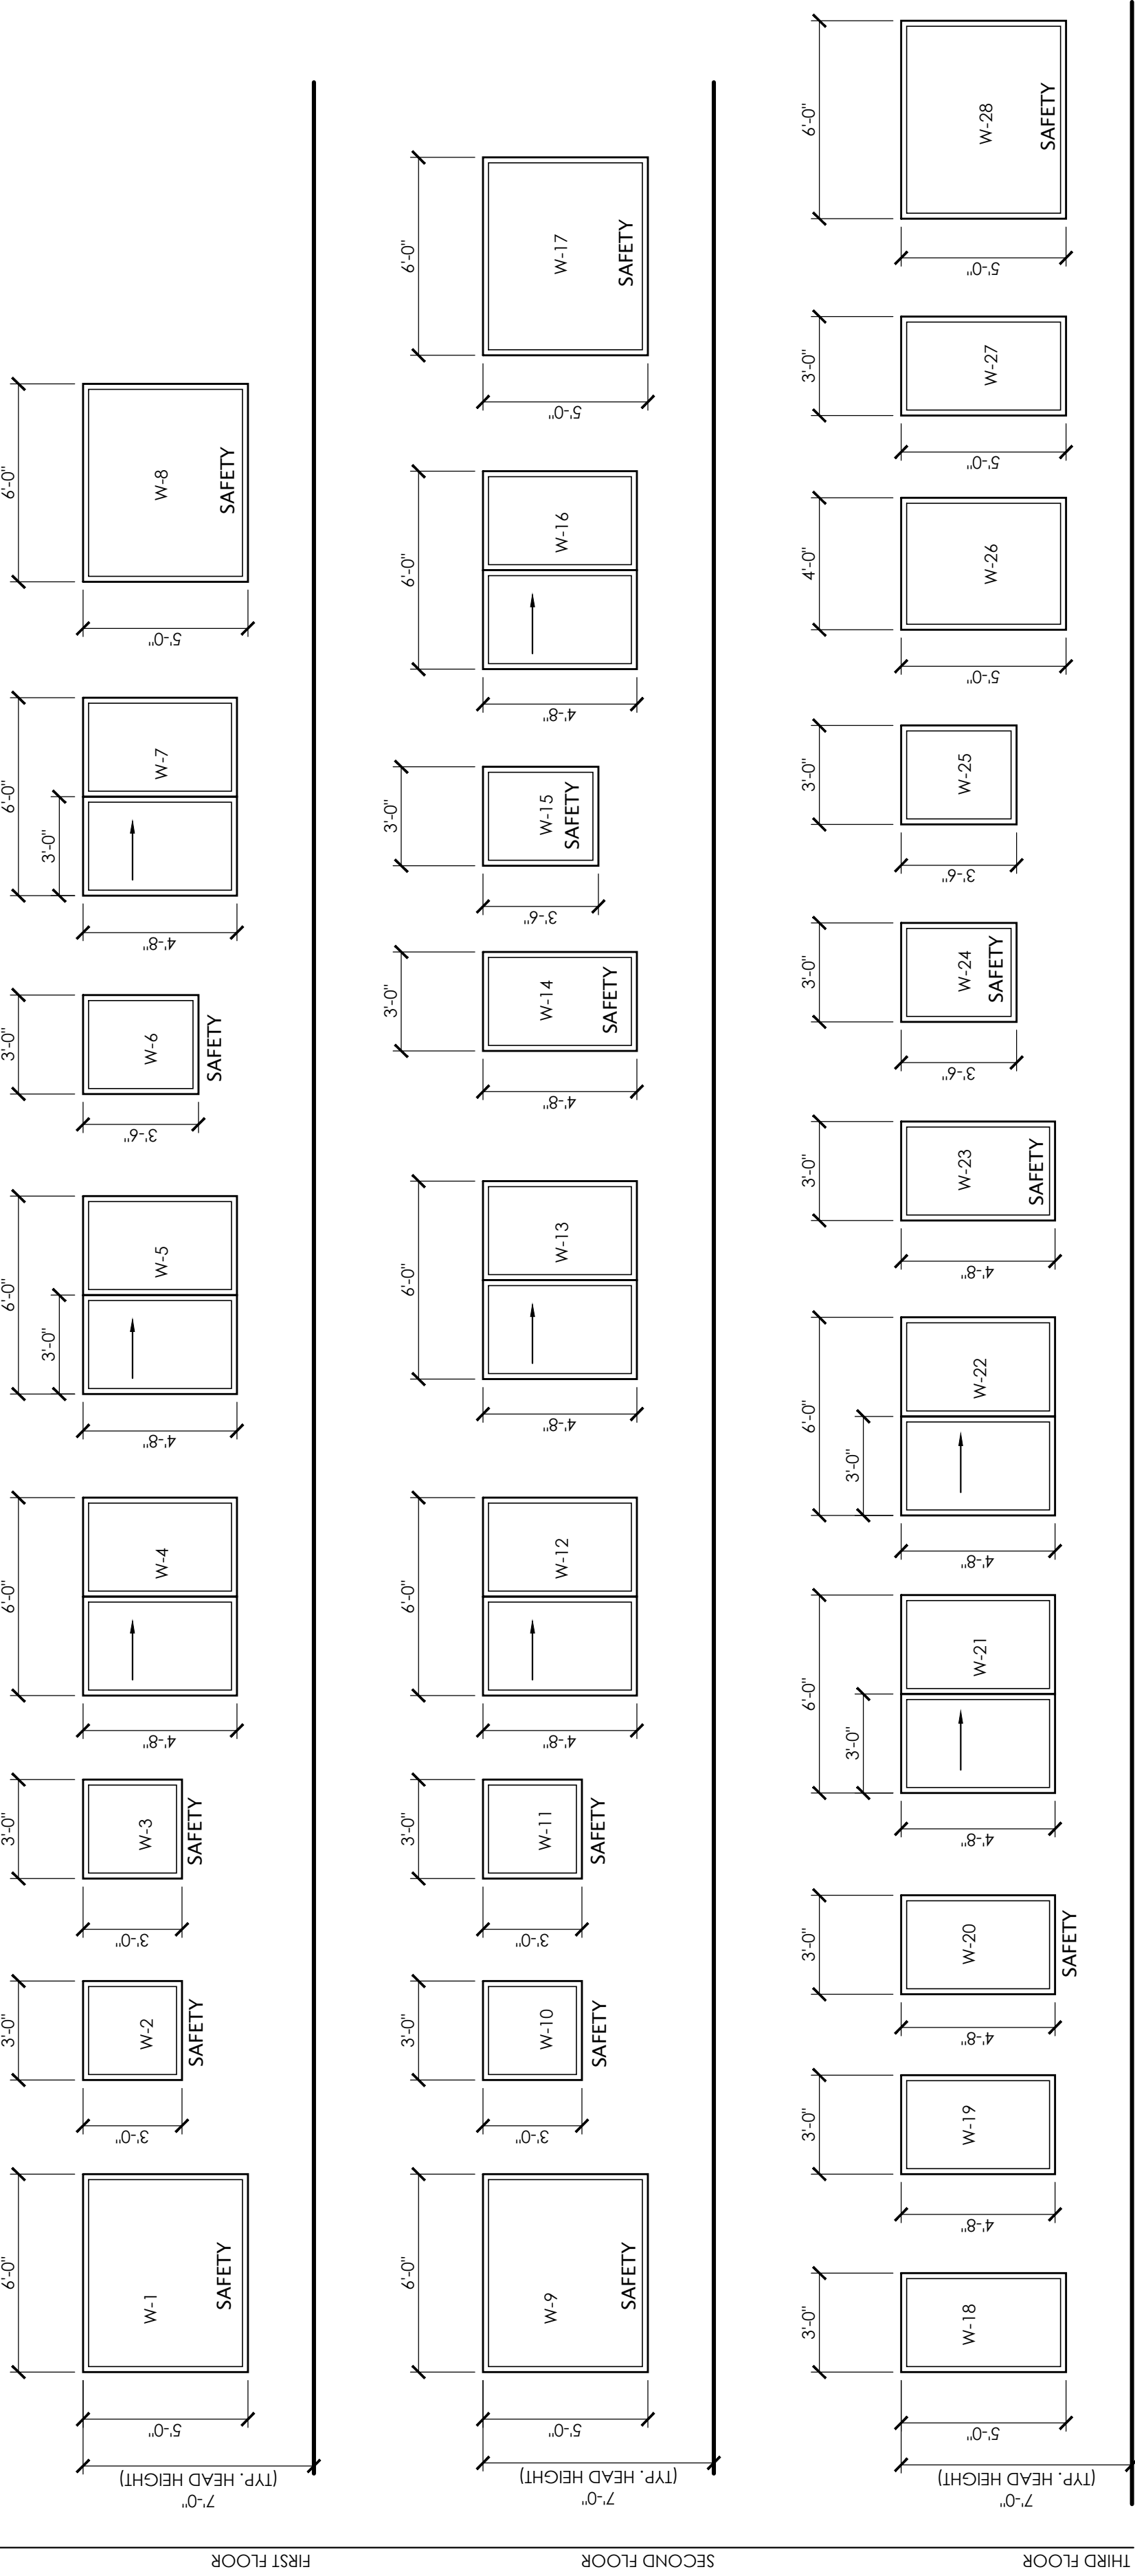 FIRST FLOOR
7'-0"
(TYP. HEAD HEIGHT)
6'-0"
5'-0"
W-1
SAFETY
3'-0"
3'-0"
W-2
SAFETY
3'-0"
3'-0"
W-3
SAFETY
6'-0"
4'-8"
W-4
6'-0"
3'-0"
4'-8"
W-5
3'-0"
3'-6"
W-6
SAFETY
6'-0"
3'-0"
4'-8"
W-7
6'-0"
5'-0"
W-8
SAFETY
SECOND FLOOR
7'-0"
(TYP. HEAD HEIGHT)
6'-0"
5'-0"
W-9
SAFETY
3'-0"
3'-0"
W-10
SAFETY
3'-0"
3'-0"
W-11
SAFETY
6'-0"
4'-8"
W-12
6'-0"
4'-8"
W-13
3'-0"
4'-8"
W-14
SAFETY
3'-0"
3'-6"
W-15
SAFETY
6'-0"
4'-8"
W-16
6'-0"
5'-0"
W-17
SAFETY
THIRD FLOOR
7'-0"
(TYP. HEAD HEIGHT)
3'-0"
5'-0"
W-18
3'-0"
4'-8"
W-19
3'-0"
4'-8"
W-20
SAFETY
6'-0"
3'-0"
4'-8"
W-21
6'-0"
3'-0"
4'-8"
W-22
3'-0"
4'-8"
W-23
SAFETY
3'-0"
3'-6"
W-24
SAFETY
3'-0"
3'-6"
W-25
4'-0"
5'-0"
W-26
3'-0"
5'-0"
W-27
6'-0"
5'-0"
W-28
SAFETY